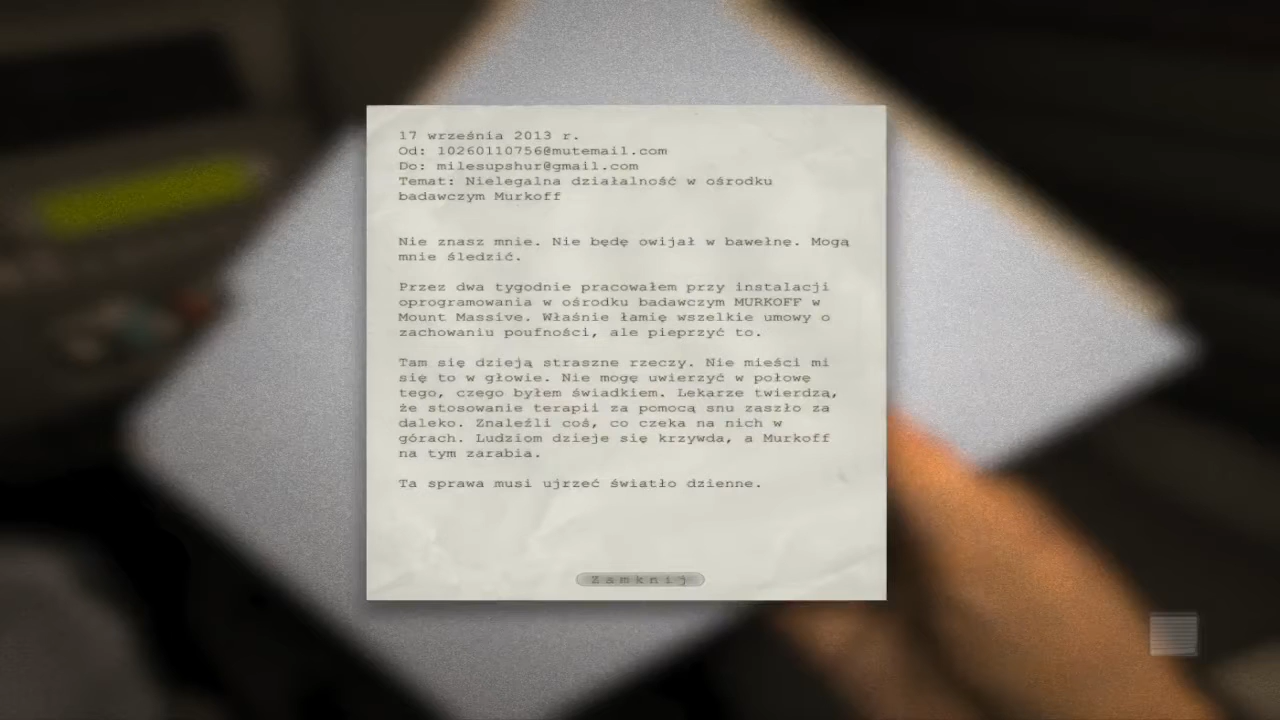 17 września 2013 r.
Od: 10260110756@mutemail.com
Do: milesupshur@gmail.com
Temat: Nielegalna działalność w ośrodku
badawczym Murkoff
Nie znasz mnie. Nie będę owijał w bawełnę. Mogą
mnie śledzić.
Przez dwa tygodnie pracowałem przy instalacji
oprogramowania w ośrodku badawczym MURKOFF w
Mount Massive. Właśnie łamię wszelkie umowy o
zachowaniu poufności, ale pieprzyć to.
Tam się dzieją straszne rzeczy. Nie mieści mi
się to w głowie. Nie mogę uwierzyć w połowę
tego, czego byłem świadkiem. Lekarze twierdzą,
że stosowanie terapii za pomocą snu zaszło za
daleko. Znaleźli coś, co czeka na nich w
górach. Ludziom dzieje się krzywda, a Murkoff
na tym zarabia.
Ta sprawa musi ujrzeć światło dzienne.
Zamknij